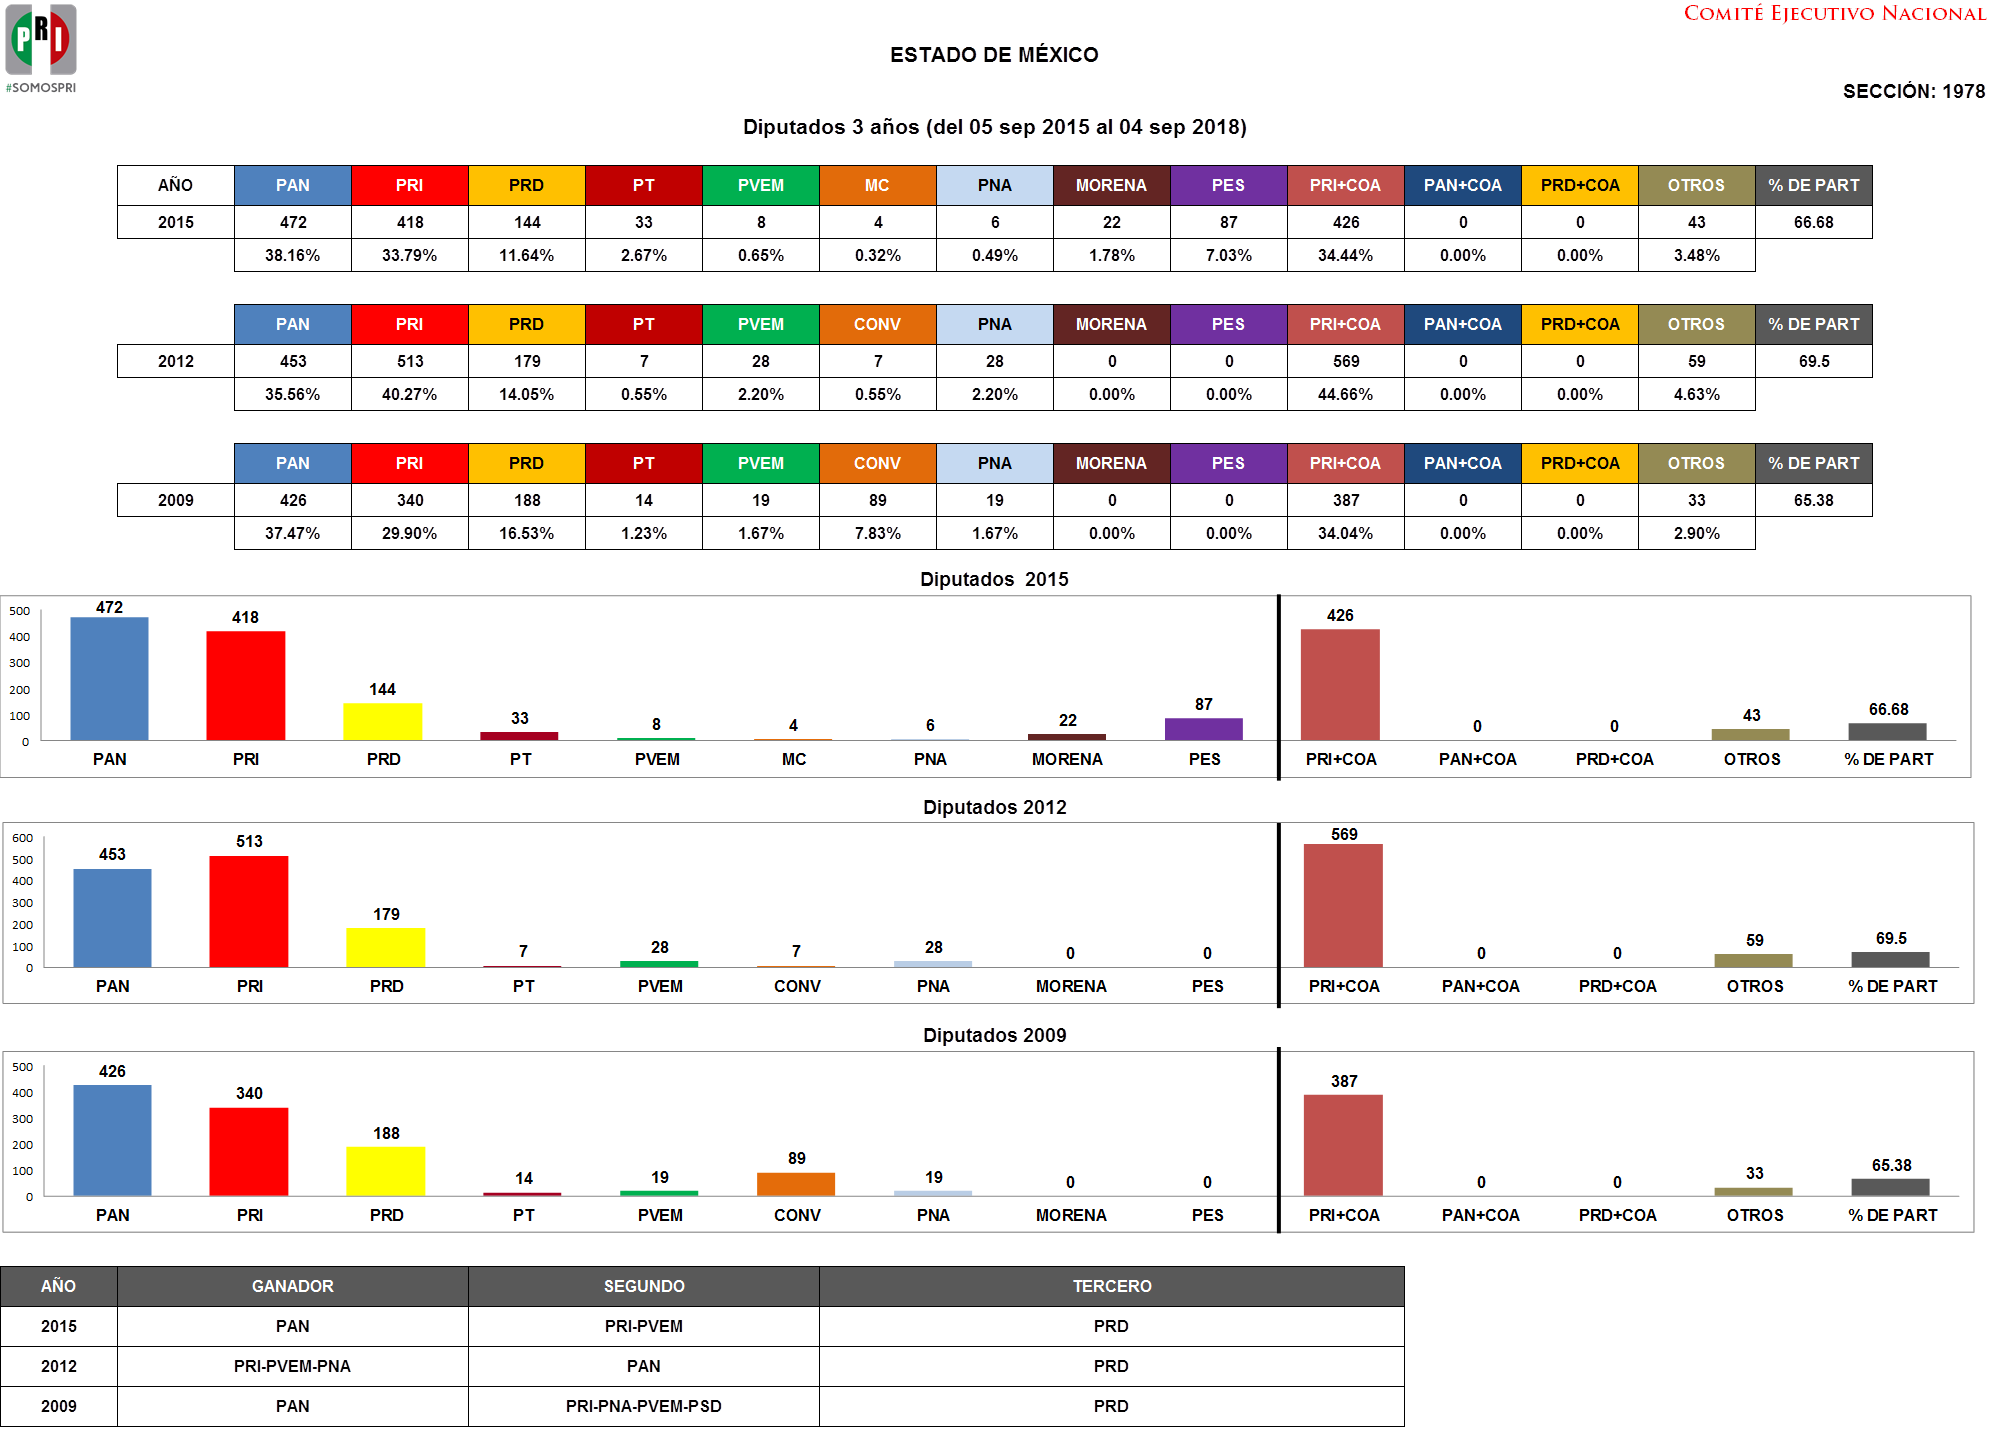 PRI
#SOMOSPRI
COMITÉ EJECUTIVO NACIONAL
ESTADO DE MÉXICO
SECCIÓN: 1978
Diputados 3 años (del 05 sep 2015 al 04 sep 2018)
AÑO PAN PRI PRD PT PVEM MC PNA MORENA PES PRI+COA PAN+COA PRD+COA OTROS % DE PART
2015 472 418 144 33 8 4 6 22 87 426 0 0 43 66.68
38.16% 33.79% 11.64% 2.67% 0.65% 0.32% 0.49% 1.78% 7.03% 34.44% 0.00% 0.00% 3.48%
PAN PRI PRD PT PVEM CONV PNA MORENA PES PRI+COA PAN+COA PRD+COA OTROS % DE PART
2012 453 513 179 7 28 7 28 0 0 569 0 0 59 69.5
35.56% 40.27% 14.05% 0.55% 2.20% 0.55% 2.20% 0.00% 0.00% 44.66% 0.00% 0.00% 4.63%
PAN PRI PRD PT PVEM CONV PNA MORENA PES PRI+COA PAN+COA PRD+COA OTROS % DE PART
2009 426 340 188 14 19 89 19 0 0 387 0 0 33 65.38
37.47% 29.90% 16.53% 1.23% 1.67% 7.83% 1.67% 0.00% 0.00% 34.04% 0.00% 0.00% 2.90%
Diputados 2015
500
400
300
200
100
0
472 418 144 33 8 4 6 22 87 426 0 0 43 66.68
PAN PRI PRD PT PVEM MC PNA MORENA PES PRI+COA PAN+COA PRD+COA OTROS % DE PART
Diputados 2012
600
500
400
300
200
100
0
453 513 179 7 28 7 28 0 0 569 0 0 59 69.5
PAN PRI PRD PT PVEM CONV PNA MORENA PES PRI+COA PAN+COA PRD+COA OTROS % DE PART
Diputados 2009
500
400
300
200
100
0
426 340 188 14 19 89 19 0 0 387 0 0 33 65.38
PAN PRI PRD PT PVEM CONV PNA MORENA PES PRI+COA PAN+COA PRD+COA OTROS % DE PART
AÑO GANADOR SEGUNDO TERCERO
2015 PAN PRI-PVEM PRD
2012 PRI-PVEM-PNA PAN PRD
2009 PAN PRI-PNA-PVEM-PSD PRD